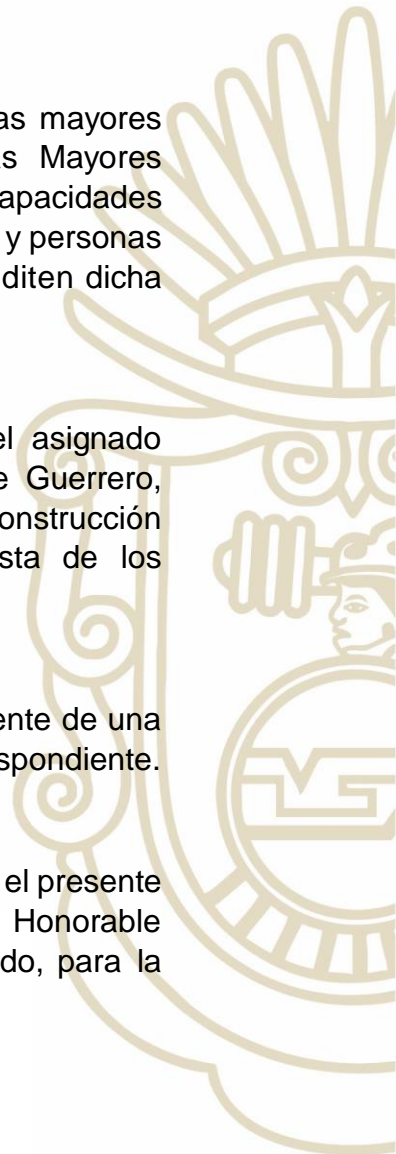 as mayores
as Mayores
apacidades
y personas
diten dicha
el asignado
e Guerrero,
onstrucción
sta de los
ente de una
spondiente.
el presente
Honorable
do, para la